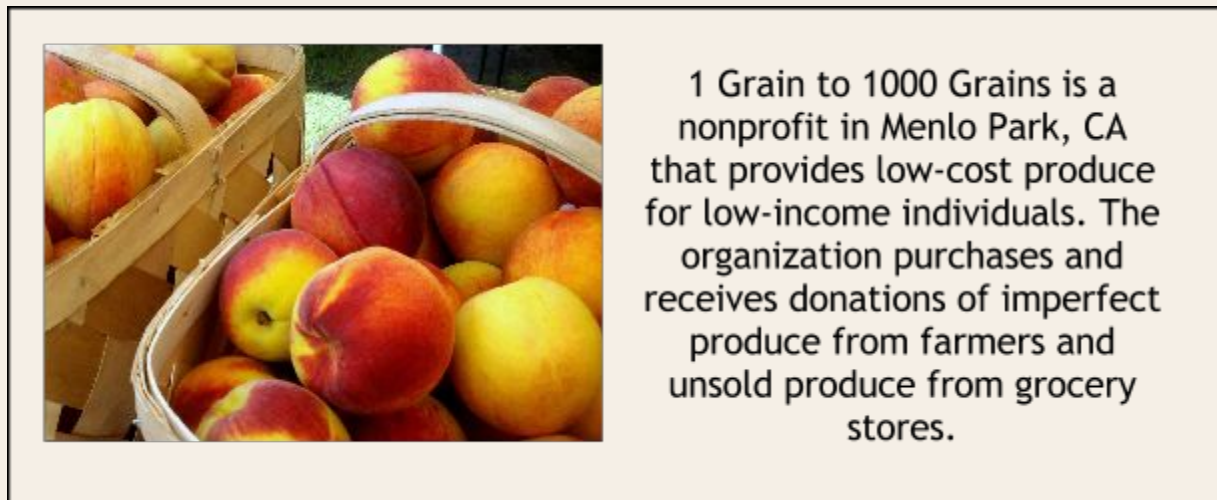 1 Grain to 1000 Grains is a
nonprofit in Menlo Park, CA
that provides low-cost produce
for low-income individuals. The
organization purchases and
receives donations of imperfect
produce from farmers and
unsold produce from grocery
stores.